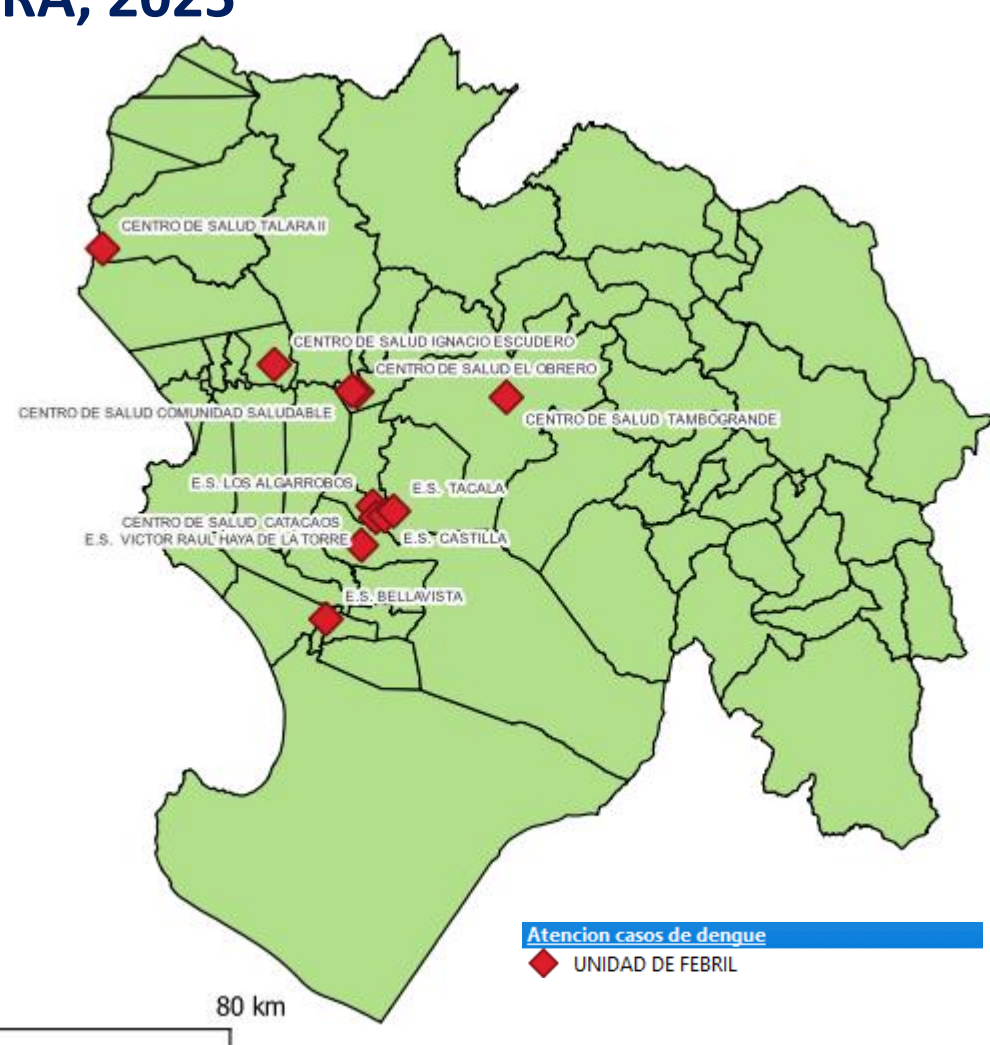 RA, 2023
CENTRO DE SALUD TALARA II
CENTRO DE SALUD IGNACIO ESCUDERO
CENTRO DE SALUD EL OBRERO
CENTRO DE SALUD COMUNIDAD SALUDABLE
CENTRO DE SALUD TAMBOGRANDE
E.S. LOS ALGARROBOS
E.S. TACALA
CENTRO DE SALUD CATACAOS
E.S. VICTOR RAUL HAYA DE LA TORRE
E.S. CASTILLA
E.S. BELLAVISTA
Atencion casos de dengue
UNIDAD DE FEBRIL
80 km